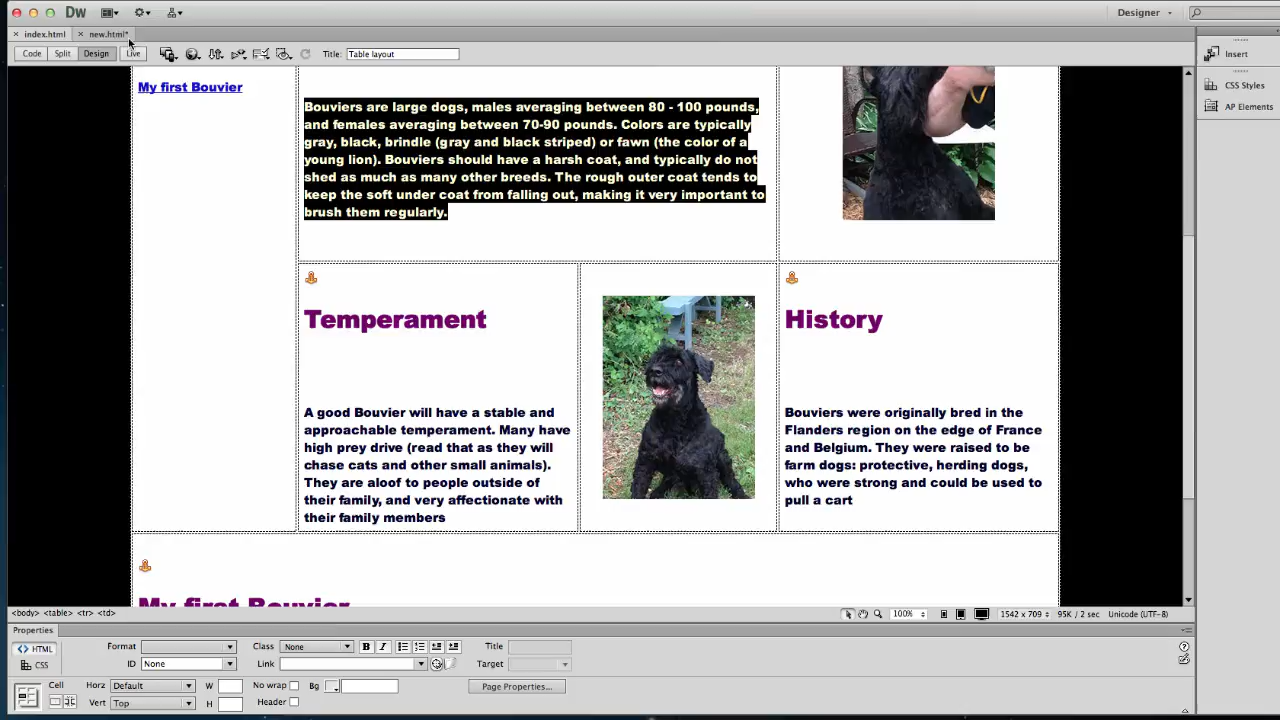 Dw
Designer
index.html
new.html*
Code Split Design Live
Title: Table layout
Insert
CSS Styles
AP Elements
My first Bouvier
Bouviers are large dogs, males averaging between 80 - 100 pounds,
and females averaging between 70-90 pounds. Colors are typically
gray, black, brindle (gray and black striped) or fawn (the color of a
young lion). Bouviers should have a harsh coat, and typically do not
shed as much as many other breeds. The rough outer coat tends to
keep the soft under coat from falling out, making it very important to
brush them regularly.
Temperament
A good Bouvier will have a stable and
approachable temperament. Many have
high prey drive (read that as they will
chase cats and other small animals).
They are aloof to people outside of
their family, and very affectionate with
their family members
History
Bouviers were originally bred in the
Flanders region on the edge of France
and Belgium. They were raised to be
farm dogs: protective, herding dogs,
who were strong and could be used to
pull a cart
My first Bouvier
<body> <table> <tr> <td>
100%
1542 x 709
95K / 2 sec
Unicode (UTF-8)
Properties
<> HTML
CSS
Format
Class None
B I
Title
ID None
Link
Target
Cell
Horz Default
W
No wrap
Bg
Page Properties...
Vert Top
H
Header